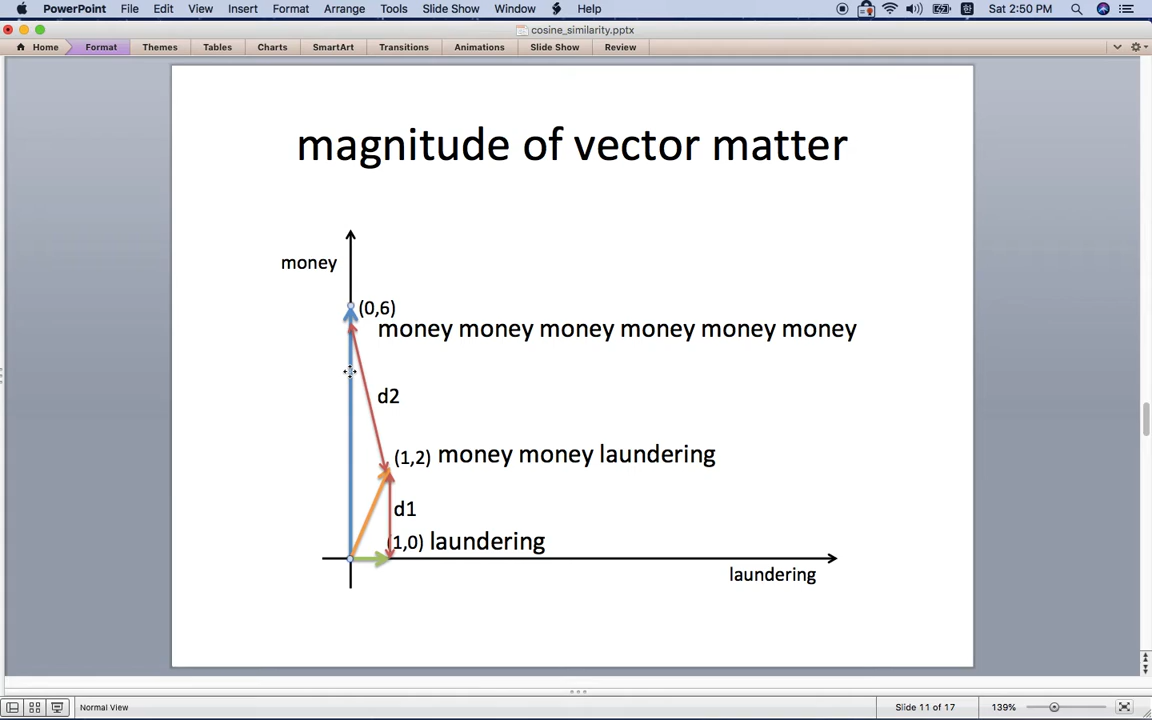 PowerPoint File Edit View Insert Format Arrange Tools Slide Show Window Help Sat 2:50 PM
cosine_similarity.pptx
Home Format Themes Tables Charts SmartArt Transitions Animations Slide Show Review
magnitude of vector matter
money
(0,6)
money money money money money money
d2
(1,2) money money laundering
d1
(1,0) laundering
laundering
Normal View Slide 11 of 17 139%